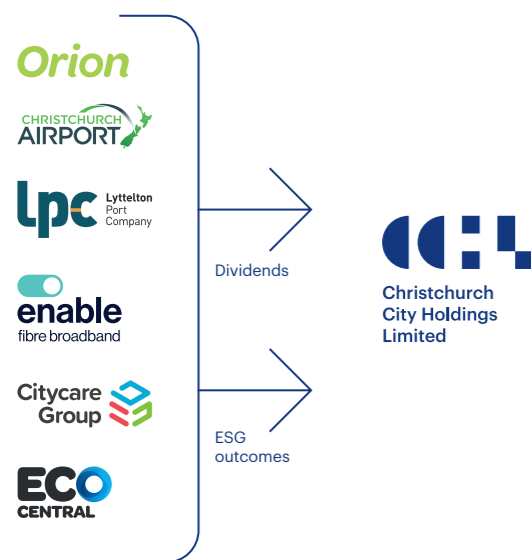 Orion
CHRISTCHURCH
AIRPORT
lpc
Lyttelton
Port
Company
enable
fibre broadband
Citycare
Group
ECO
CENTRAL
Dividends
ESG
outcomes
CCHL
Christchurch
City Holdings
Limited